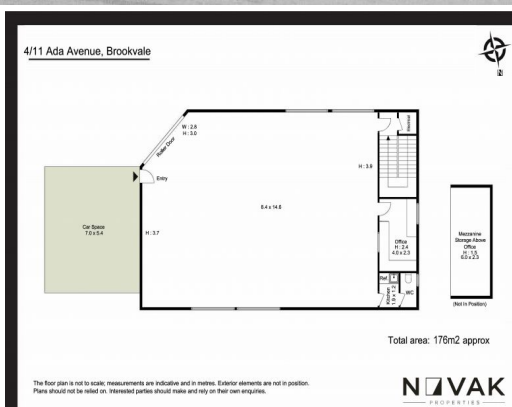 4/11 Ada Avenue, Brookvale
N
W : 2.6
H : 3.0
Roller Door
Electrical
H : 3.9
Entry
8.4 x 14.6
Car Space
7.0 x 5.4
H : 3.7
Office
H : 2.4
4.0 x 2.3
Mezzanine
Storage Above
Office
H : 1.5
6.0 x 2.3
Ref.
Kitchen
1.9 x 1.2
WC
(Not In Position)
Total area: 176m2 approx
The floor plan is not to scale; measurements are indicative and in metres. Exterior elements are not in position.
Plans should not be relied on. Interested parties should make and rely on their own enquiries.
NOVAK
PROPERTIES